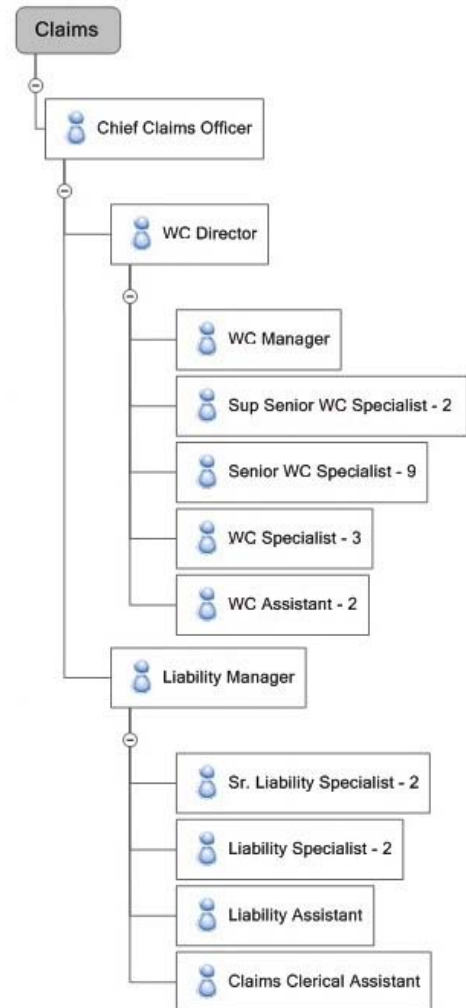 Claims
Chief Claims Officer
WC Director
WC Manager
Sup Senior WC Specialist - 2
Senior WC Specialist - 9
WC Specialist - 3
WC Assistant - 2
Liability Manager
Sr. Liability Specialist - 2
Liability Specialist - 2
Liability Assistant
Claims Clerical Assistant